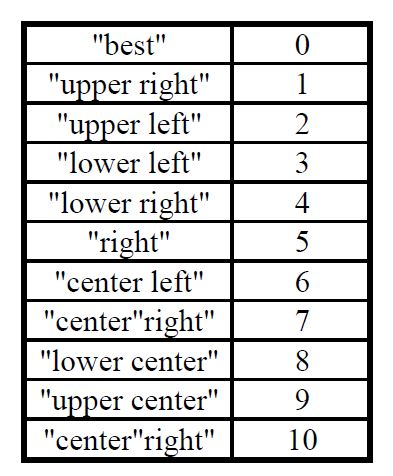 "best" 0
"upper right" 1
"upper left" 2
"lower left" 3
"lower right" 4
"right" 5
"center left" 6
"center"right" 7
"lower center" 8
"upper center" 9
"center"right" 10